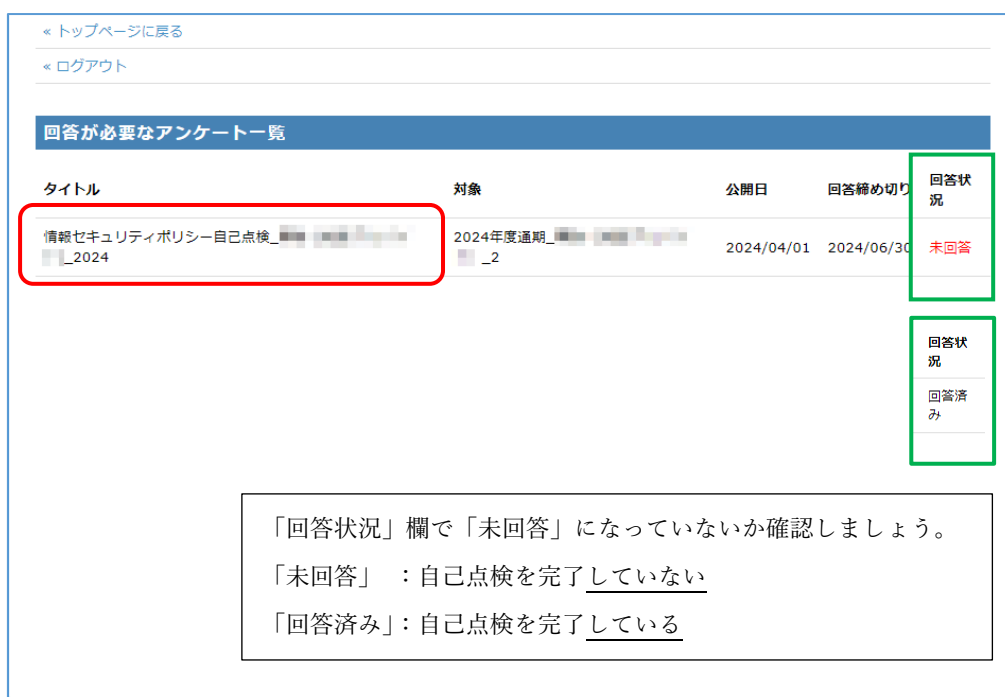 « トップページに戻る
« ログアウト
回答が必要なアンケート一覧
タイトル 対象 公開日 回答締め切り 回答状
況
情報セキュリティポリシー自己点検_
_2024
2024年度通期_
_2
2024/04/01 2024/06/30 未回答
回答状
況
回答済
み
「回答状況」欄で「未回答」になっていないか確認しましょう。
「未回答」 ：自己点検を完了していない
「回答済み」：自己点検を完了している